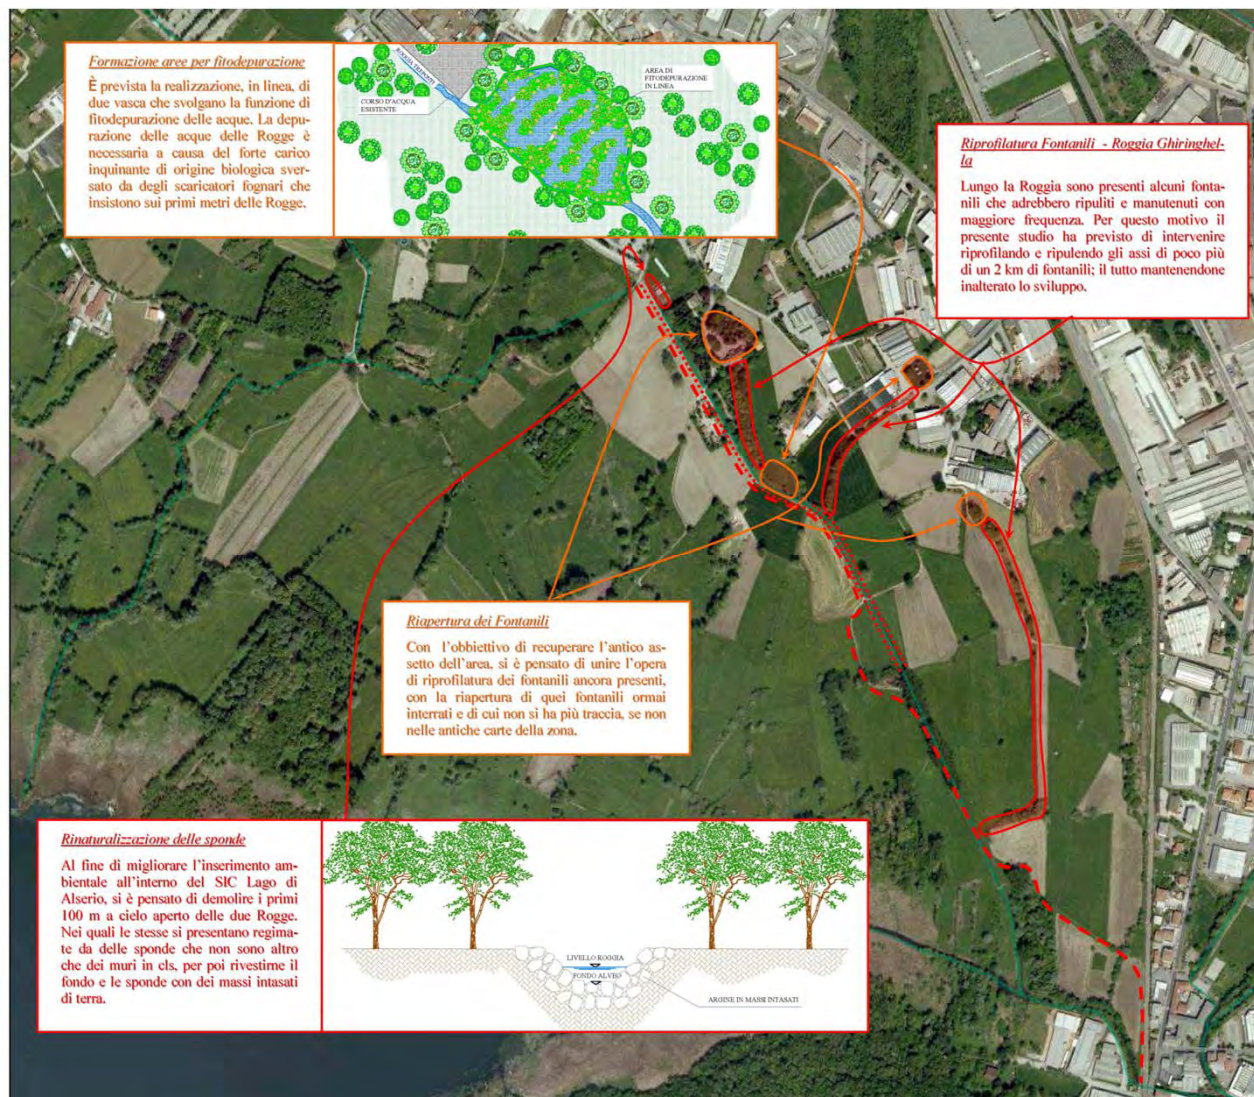 Formazione aree per fitodepurazione
È prevista la realizzazione, in linea, di
due vasca che svolgano la funzione di
fitodepurazione delle acque. La depu-
razione delle acque delle Rogge è
necessaria a causa del forte carico
inquinante di origine biologica sver-
sato da degli scaricatori fognari che
insistono sui primi metri delle Rogge.
CORSO D'ACQUA
ESISTENTE
AREA DI
FITODEPURAZIONE
IN LINEA
Riprofilatura Fontanili - Roggia Ghiringhel-
la
Lungo la Roggia sono presenti alcuni fonta-
nili che adrebbero ripuliti e manutenuti con
maggiore frequenza. Per questo motivo il
presente studio ha previsto di intervenire
riprofilando e ripulendo gli assi di poco più
di un 2 km di fontanili; il tutto mantenendone
inalterato lo sviluppo.
Riapertura dei Fontanili
Con l'obbiettivo di recuperare l'antico as-
setto dell'area, si è pensato di unire l'opera
di riprofilatura dei fontanili ancora presenti,
con la riapertura di quei fontanili ormai
interrati e di cui non si ha più traccia, se non
nelle antiche carte della zona.
Rinaturalizzazione delle sponde
Al fine di migliorare l'inserimento am-
bientale all'interno del SIC Lago di
Alserio, si è pensato di demolire i primi
100 m a cielo aperto delle due Rogge.
Nei quali le stesse si presentano regima-
te da delle sponde che non sono altro
che dei muri in cls, per poi rivestirne il
fondo e le sponde con dei massi intasati
di terra.
LIVELLO ROGGIA
FONDO ALVEO
ARGINE IN MASSI INTASATI